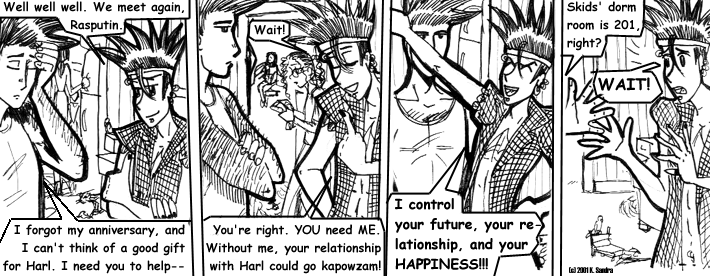 Well well well. We meet again,
Rasputin.
I forgot my anniversary, and
I can't think of a good gift
for Harl. I need you to help--
Wait!
You're right. YOU need ME.
Without me, your relationship
with Harl could go kapowzam!
I control
your future, your re-
lationship, and your
HAPPINESS!!!
Skids' dorm
room is 201,
right?
WAIT!
(c) 2001 K. Sandra